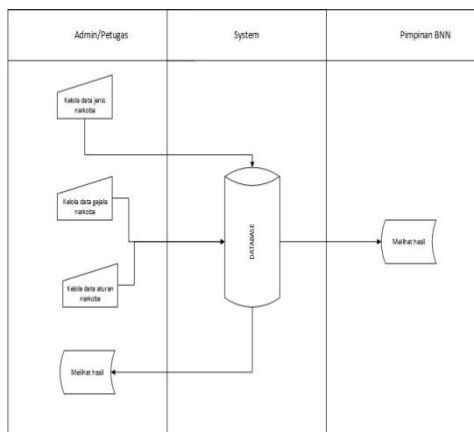 Admin/Petugas
System
Pimpinan BNN
Kelola data jenis
narkoba
Kelola data gejala
narkoba
DATABASE
Melihat hasil
Kelola data aturan
narkoba
Melihat hasil